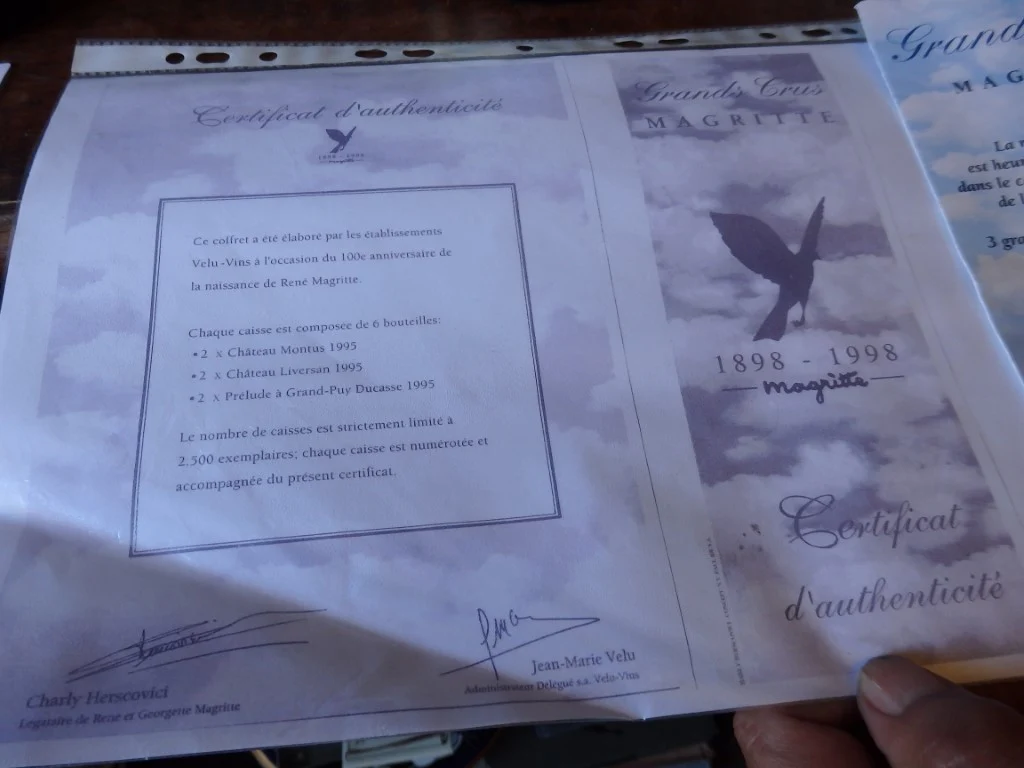 Certificat d'authenticité
1898 - 1998
Ce coffret a été élaboré par les établissements
Velu-Vins à l'occasion du 100e anniversaire de
la naissance de René Magritte.
Chaque caisse est composée de 6 bouteilles:
• 2 x Château Montus 1995
• 2 x Château Liversan 1995
• 2 x Prélude à Grand-Puy Ducasse 1995
Le nombre de caisses est strictement limité à
2.500 exemplaires; chaque caisse est numérotée et
accompagnée du présent certificat.
Charly Herscovici
Légataire de René et Georgette Magritte
Jean-Marie Velu
Administrateur Délégué s.a. Velu-Vins
Grands Crus
MAGRITTE
1898 - 1998
Magritte
Certificat
d'authenticité
Grand
MAG
La
est heu
dans le
de l
3 gra